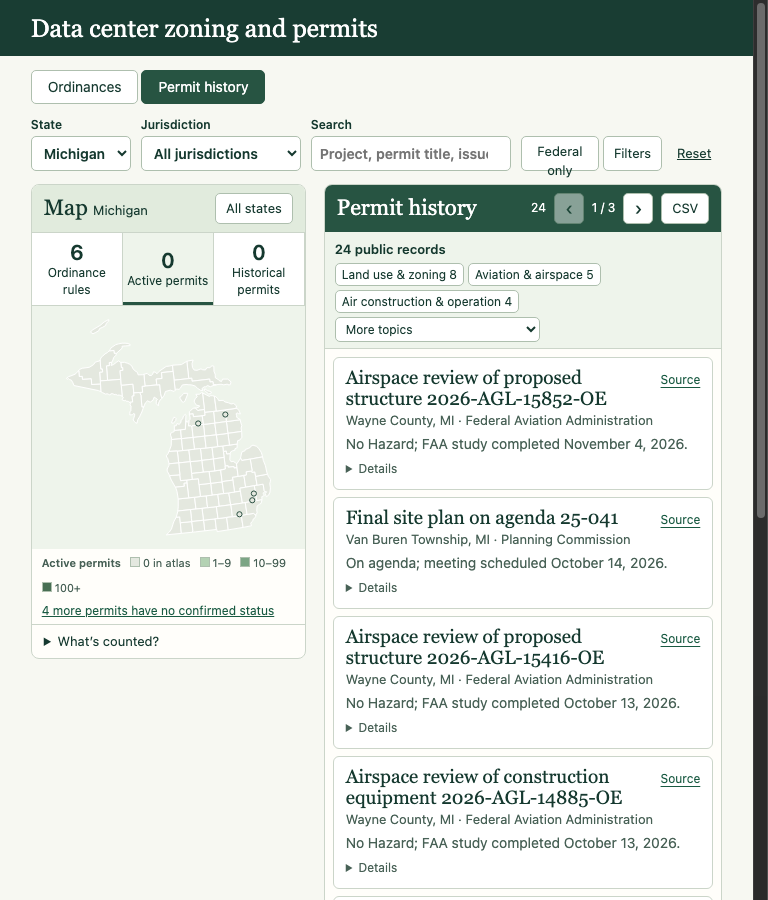 Data center zoning and permits
Ordinances
Permit history
State
Jurisdiction
Search
Michigan
All jurisdictions
Project, permit title, issue
Federal
only
Filters
Reset
Map Michigan
All states
6
Ordinance
rules
0
Active permits
0
Historical
permits
Active permits 0 in atlas 1–9 10–99
100+
4 more permits have no confirmed status
What's counted?
Permit history
24 ‹ 1 / 3 › CSV
24 public records
Land use & zoning 8
Aviation & airspace 5
Air construction & operation 4
More topics
Airspace review of proposed
structure 2026-AGL-15852-OE
Source
Wayne County, MI · Federal Aviation Administration
No Hazard; FAA study completed November 4, 2026.
Details
Final site plan on agenda 25-041
Source
Van Buren Township, MI · Planning Commission
On agenda; meeting scheduled October 14, 2026.
Details
Airspace review of proposed
structure 2026-AGL-15416-OE
Source
Wayne County, MI · Federal Aviation Administration
No Hazard; FAA study completed October 13, 2026.
Details
Airspace review of construction
equipment 2026-AGL-14885-OE
Source
Wayne County, MI · Federal Aviation Administration
No Hazard; FAA study completed October 13, 2026.
Details